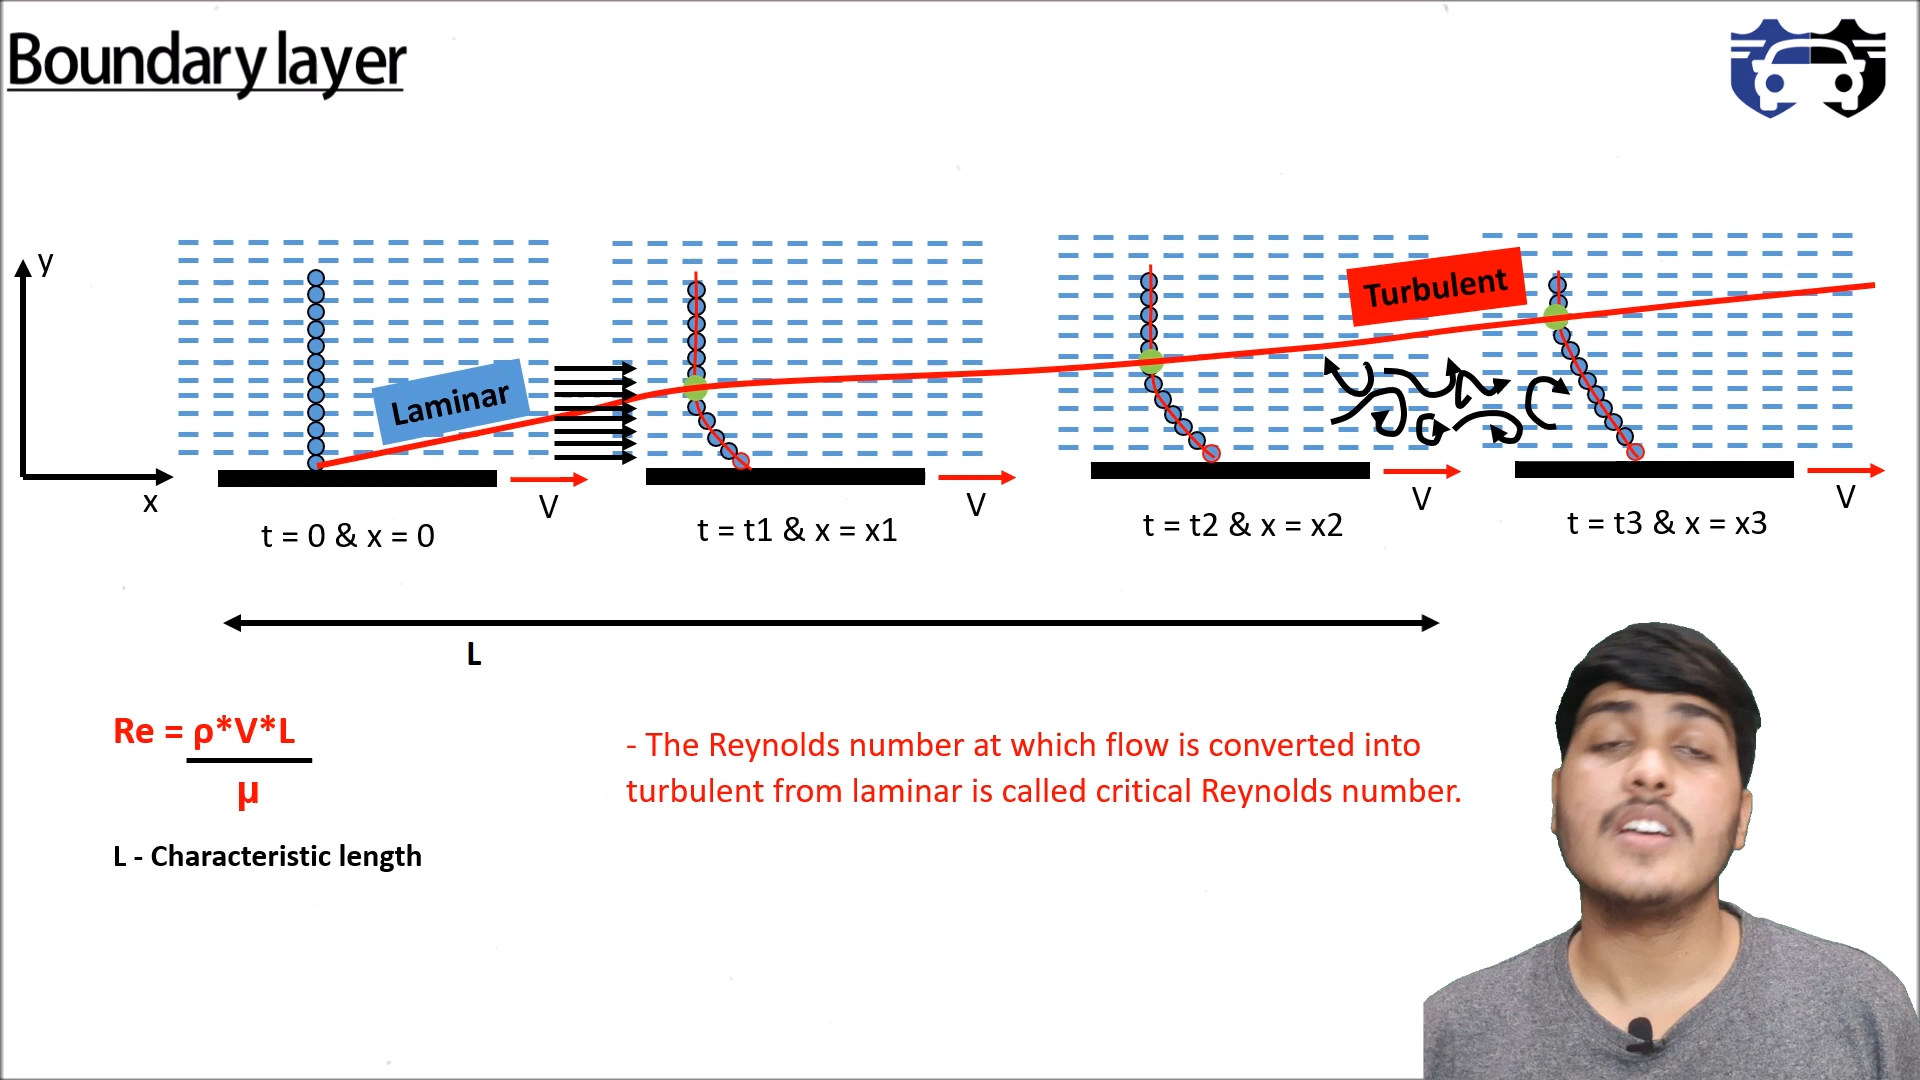 Boundary layer
y
Laminar
Turbulent
x
V
V
V
V
t = 0 & x = 0
t = t1 & x = x1
t = t2 & x = x2
t = t3 & x = x3
L
Re = ρ*V*L
μ
- The Reynolds number at which flow is converted into
turbulent from laminar is called critical Reynolds number.
L - Characteristic length